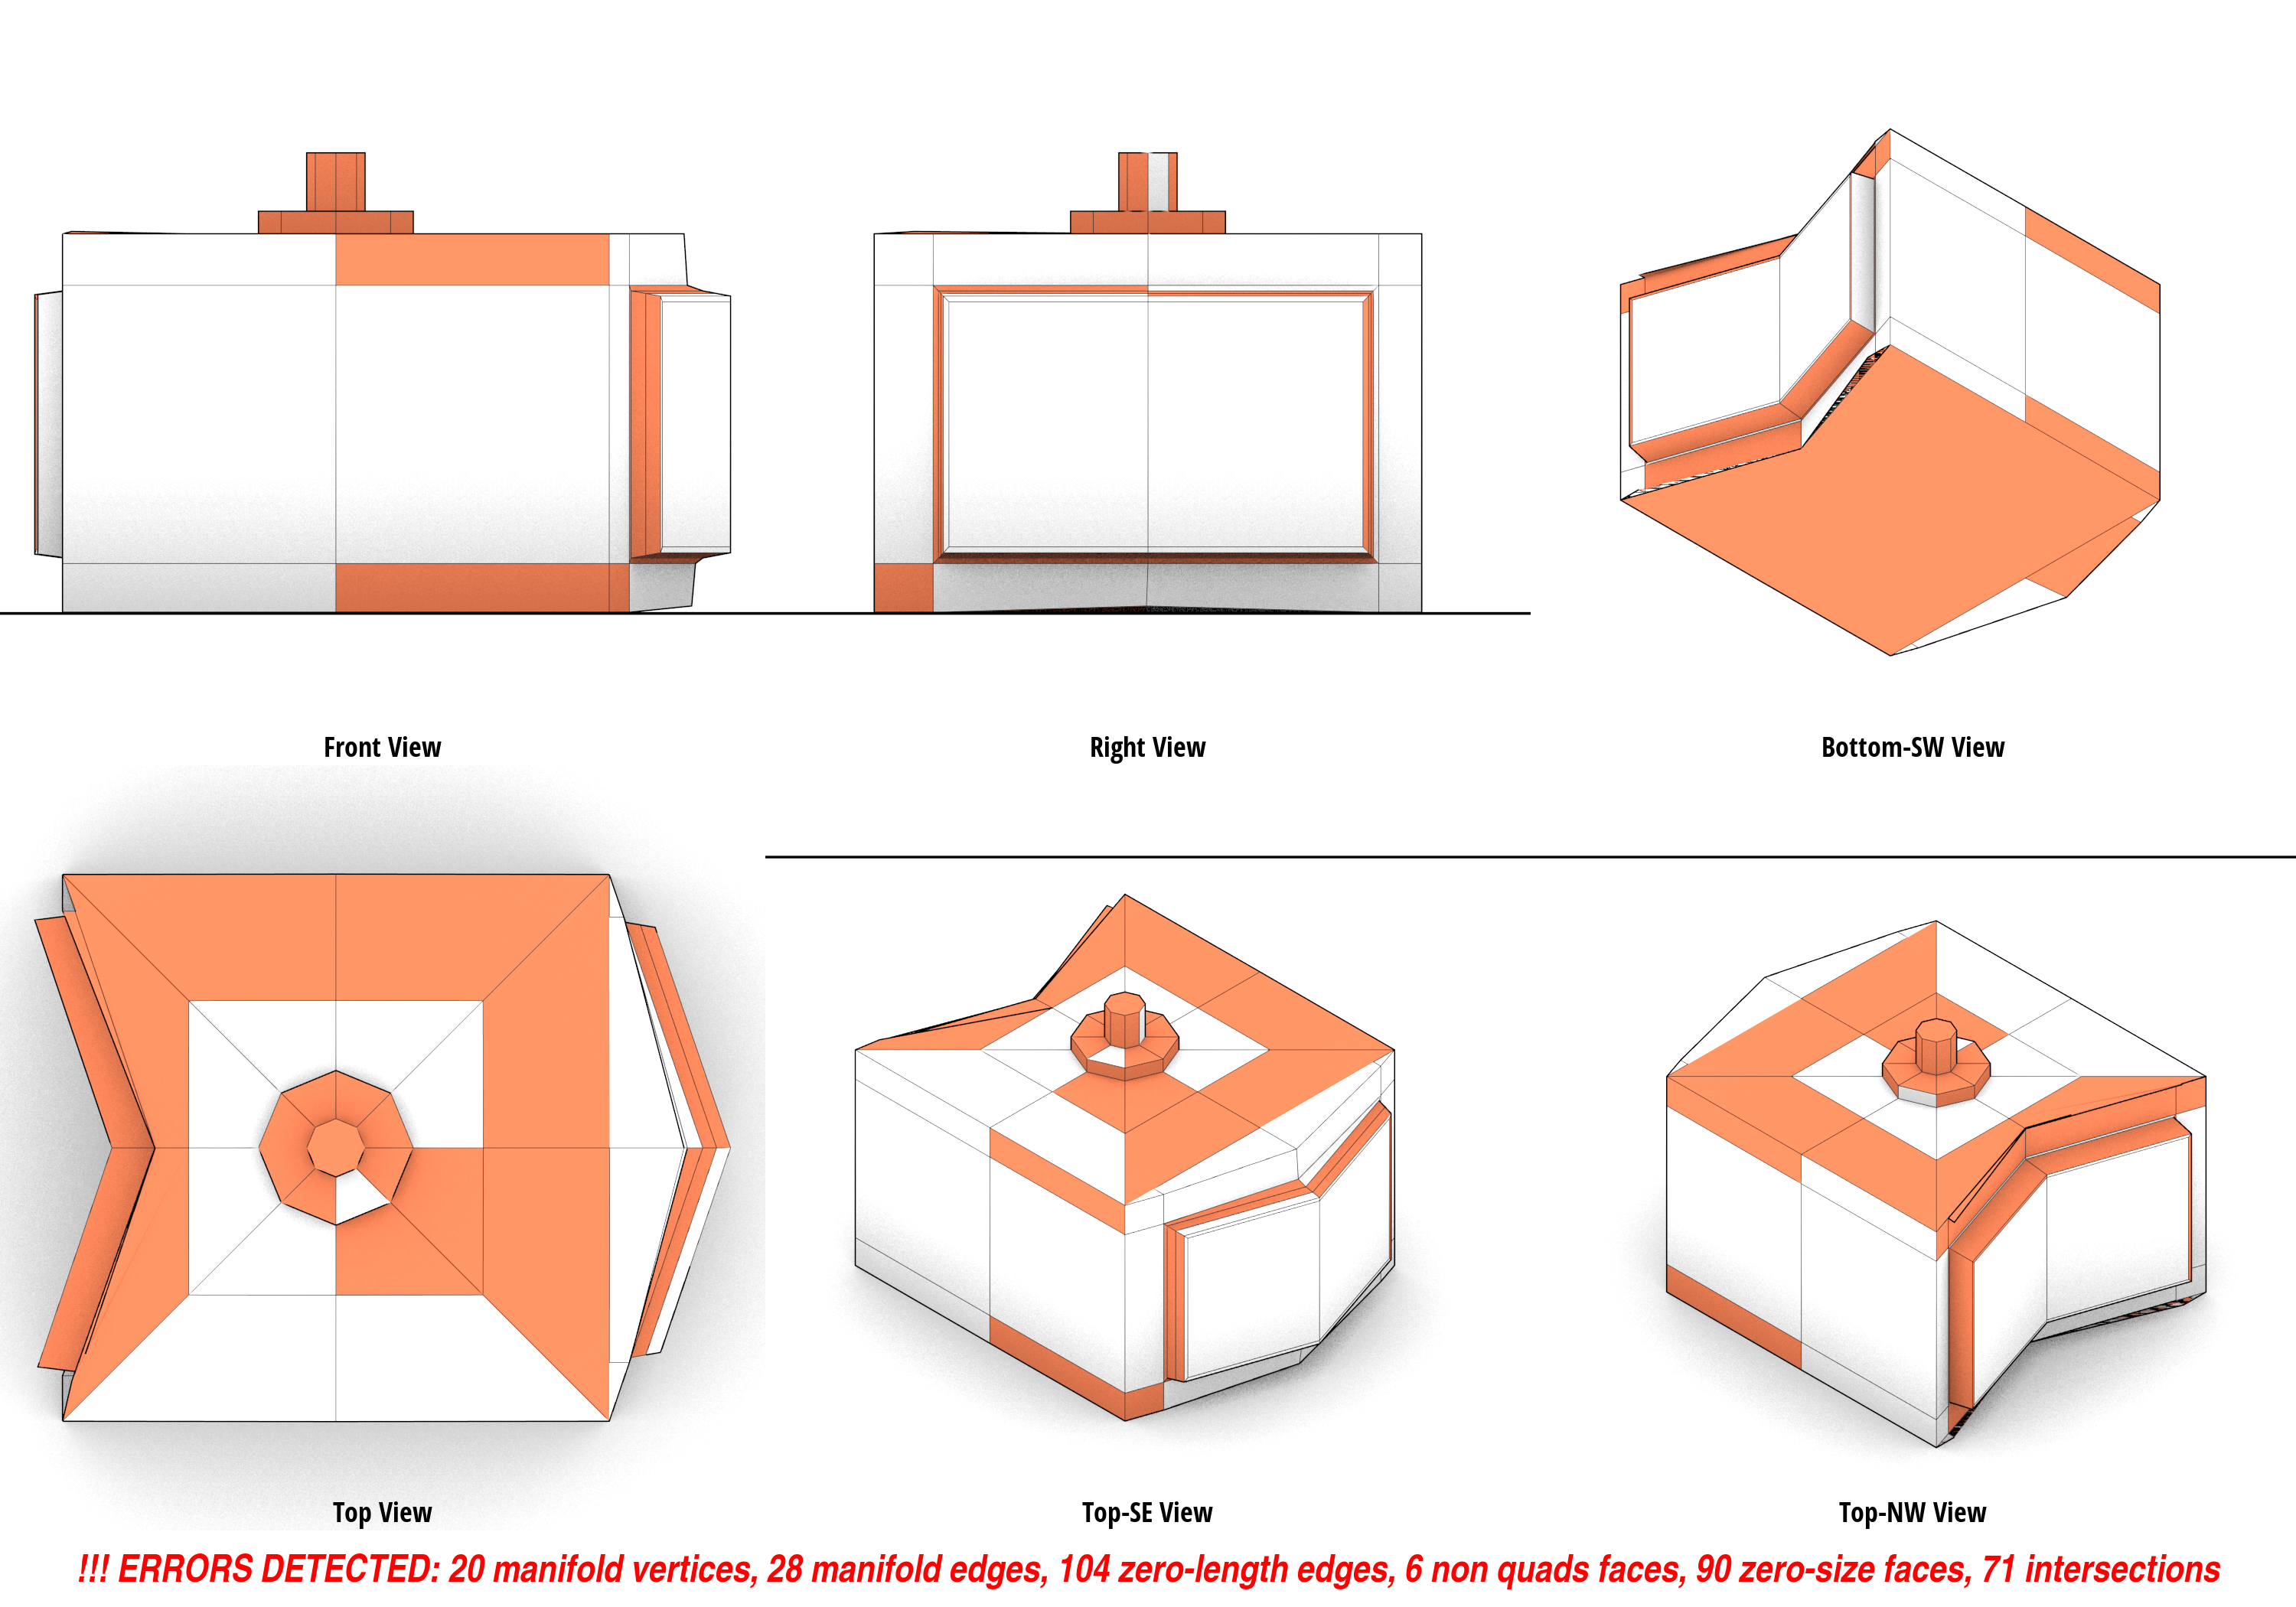 Front View
Right View
Bottom-SW View
Top View
Top-SE View
Top-NW View
!!! ERRORS DETECTED: 20 manifold vertices, 28 manifold edges, 104 zero-length edges, 6 non quads faces, 90 zero-size faces, 71 intersections